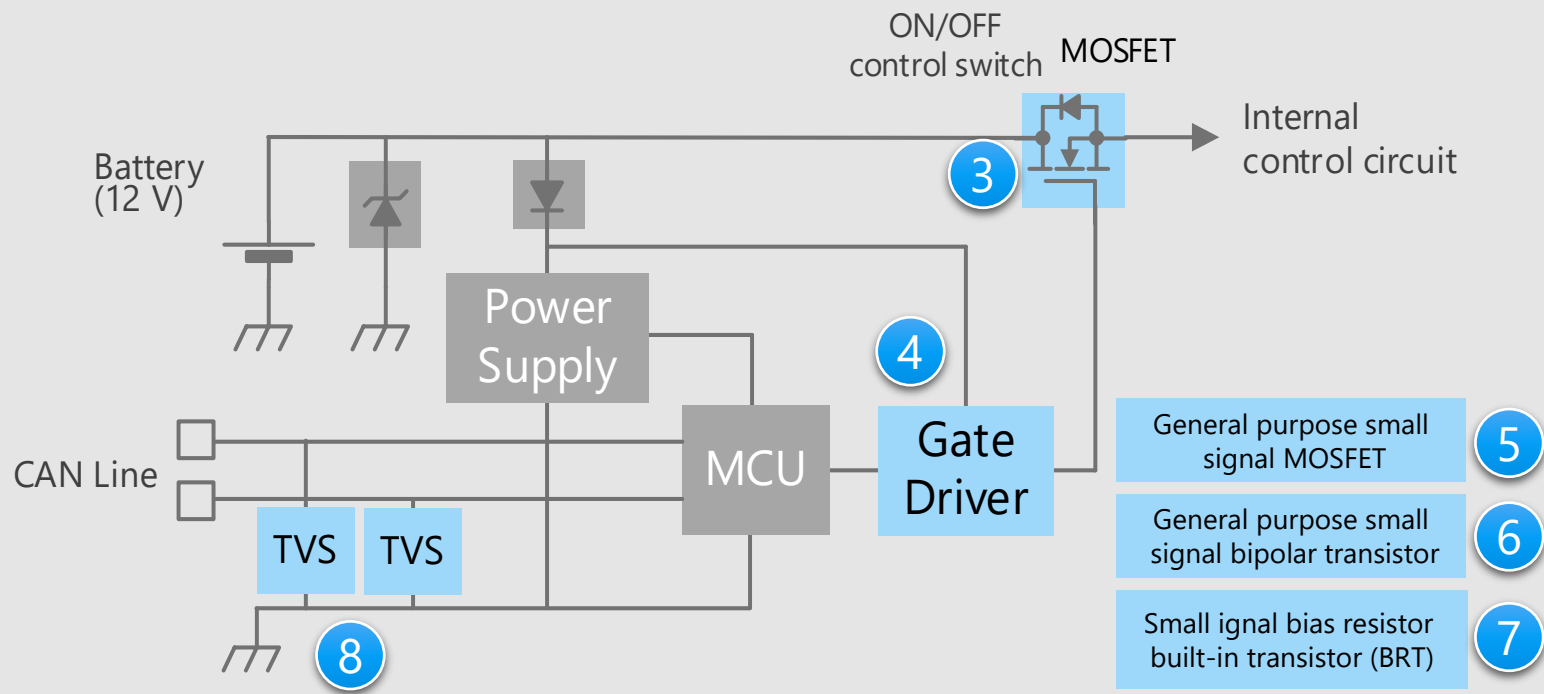 ON/OFF
control switch
MOSFET
Internal
control circuit
Battery
(12 V)
3
Power
Supply
4
CAN Line
MCU
Gate
Driver
TVS
TVS
8
General purpose small
signal MOSFET
5
General purpose small
signal bipolar transistor
6
Small ignal bias resistor
built-in transistor (BRT)
7